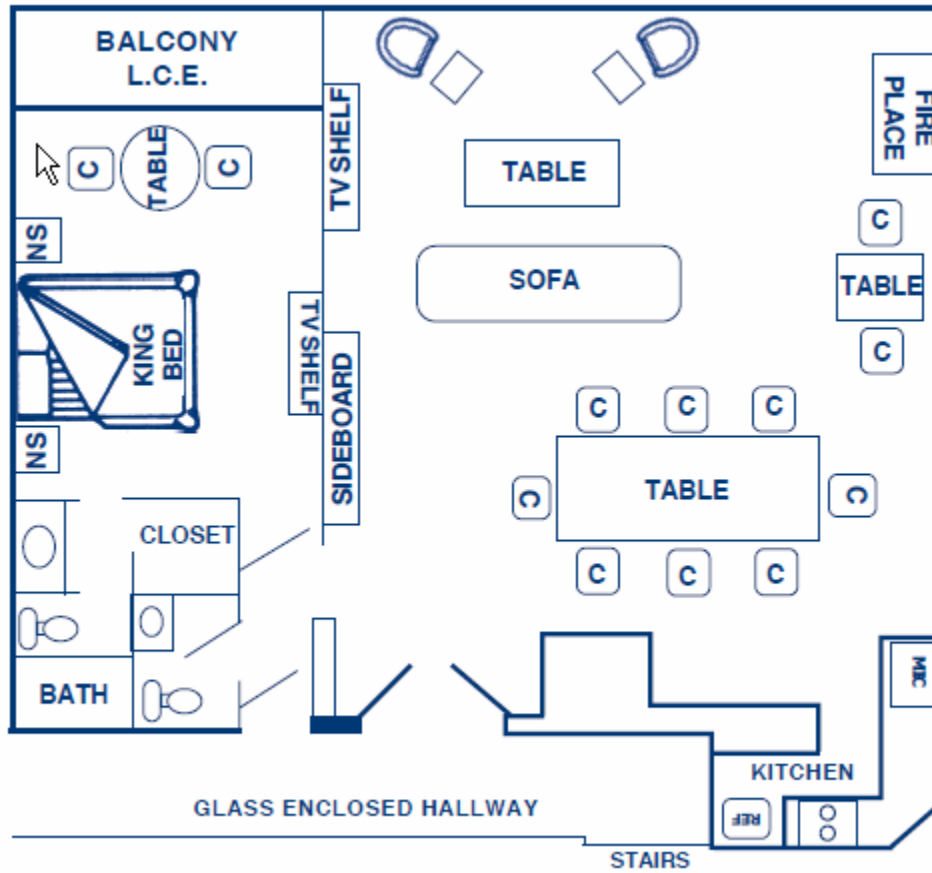 BALCONY
L.C.E.
TV SHELF
FIRE
PLACE
C
TABLE
C
TABLE
C
NS
SOFA
TABLE
C
KING
BED
TV SHELF
SIDEBOARD
NS
C
C
C
C
TABLE
C
C
C
C
CLOSET
BATH
MIC
KITCHEN
REF
GLASS ENCLOSED HALLWAY
STAIRS